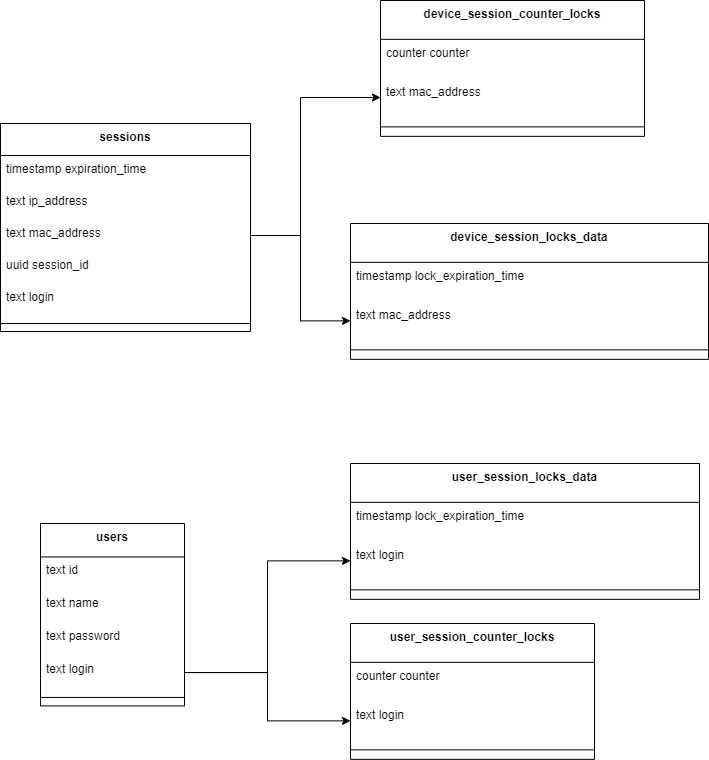 device_session_counter_locks
counter counter
text mac_address
sessions
timestamp expiration_time
text ip_address
text mac_address
uuid session_id
text login
device_session_locks_data
timestamp lock_expiration_time
text mac_address
user_session_locks_data
timestamp lock_expiration_time
text login
users
text id
text name
text password
text login
user_session_counter_locks
counter counter
text login